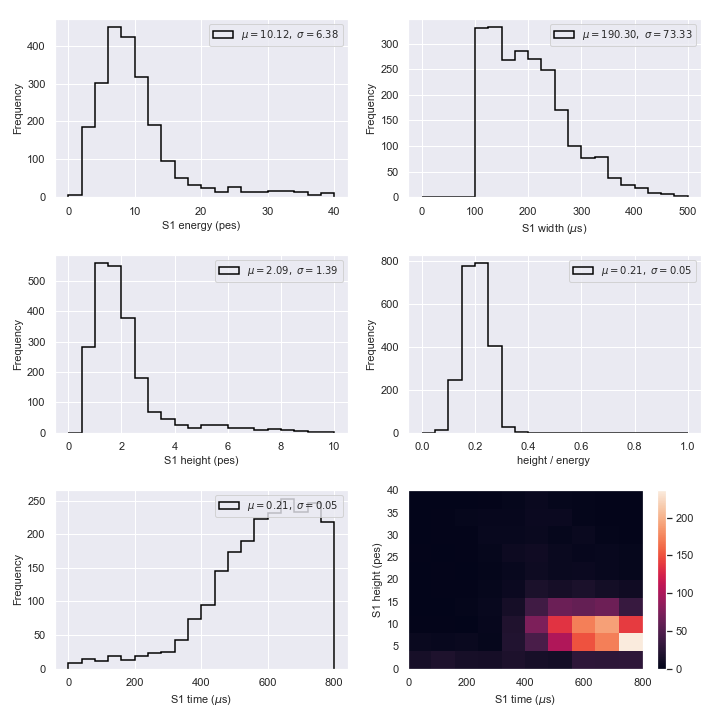 μ = 10.12, σ = 6.38
Frequency
400
300
200
100
0
0 10 20 30 40
S1 energy (pes)
μ = 190.30, σ = 73.33
Frequency
300
250
200
150
100
50
0
0 100 200 300 400 500
S1 width (μs)
μ = 2.09, σ = 1.39
Frequency
500
400
300
200
100
0
0 2 4 6 8 10
S1 height (pes)
μ = 0.21, σ = 0.05
Frequency
800
600
400
200
0
0.0 0.2 0.4 0.6 0.8 1.0
height / energy
μ = 0.21, σ = 0.05
Frequency
250
200
150
100
50
0
0 200 400 600 800
S1 time (μs)
S1 height (pes)
40
35
30
25
20
15
10
5
0
0 200 400 600 800
S1 time (μs)
200
150
100
50
0